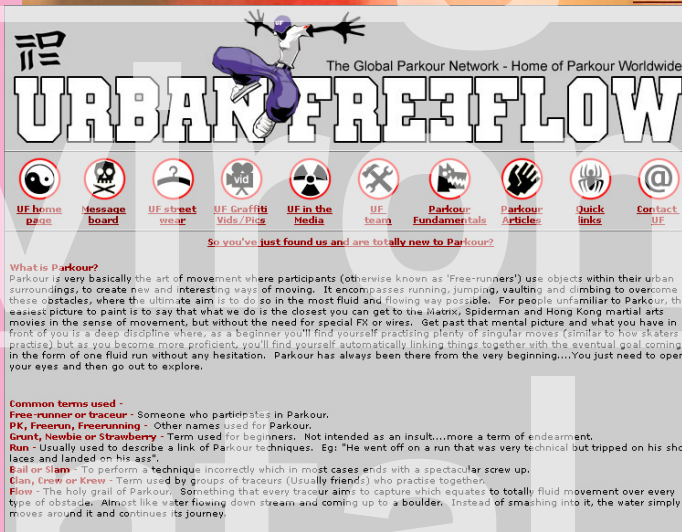 The Global Parkour Network - Home of Parkour Worldwide
URBAN FREEFLOW
vid
@
UF home page
Message board
UF street wear
UF Graffiti Vids/Pics
UF in the Media
UF team
Parkour Fundamentals
Parkour Articles
Quick links
Contact UF
So you've just found us and are totally new to Parkour?
What is Parkour?
Parkour is very basically the art of movement where participants (otherwise known as 'Free-runners') use objects within their urban
surroundings, to create new and interesting ways of moving. It encompasses running, jumping, vaulting and climbing to overcome
these obstacles, where the ultimate aim is to do so in the most fluid and flowing way possible. For people unfamiliar to Parkour, th
easiest picture to paint is to say that what we do is the closest you can get to the Matrix, Spiderman and Hong Kong martial arts
movies in the sense of movement, but without the need for special FX or wires. Get past that mental picture and what you have in
front of you is a deep discipline where, as a beginner you'll find yourself practising plenty of singular moves (similar to how skaters
practise) but as you become more proficient, you'll find yourself automatically linking things together with the eventual goal coming
in the form of one fluid run without any hesitation. Parkour has always been there from the very beginning....You just need to open
your eyes and then go out to explore.
Common terms used -
Free-runner or traceur - Someone who participates in Parkour.
PK, Freerun, Freerunning - Other names used for Parkour.
Grunt, Newbie or Strawberry - Term used for beginners. Not intended as an insult....more a term of endearment.
Run - Usually used to describe a link of Parkour techniques. Eg: "He went off on a run that was very technical but tripped on his sho
laces and landed on his ass".
Bail or Slam - To perform a technique incorrectly which in most cases ends with a spectacular screw up.
Clan, Crew or Krew - Term used by groups of traceurs (Usually friends) who practise together.
Flow - The holy grail of Parkour. Something that every traceur aims to capture which equates to totally fluid movement over every
type of obstacle. Almost like water flowing down stream and coming up to a boulder. Instead of smashing into it, the water simply
moves around it and continues its journey.